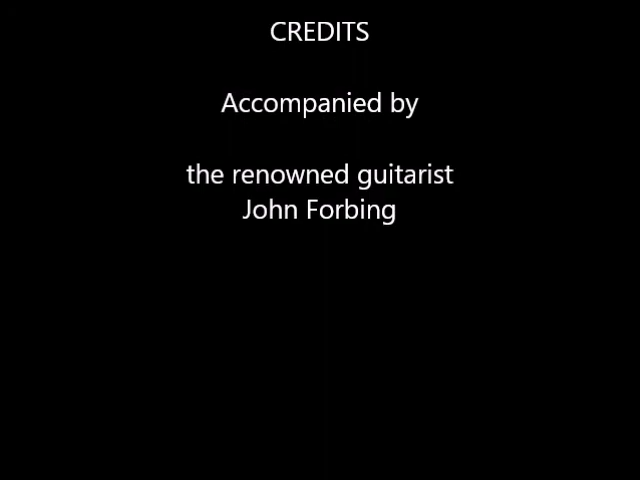 CREDITS
Accompanied by
the renowned guitarist
John Forbing